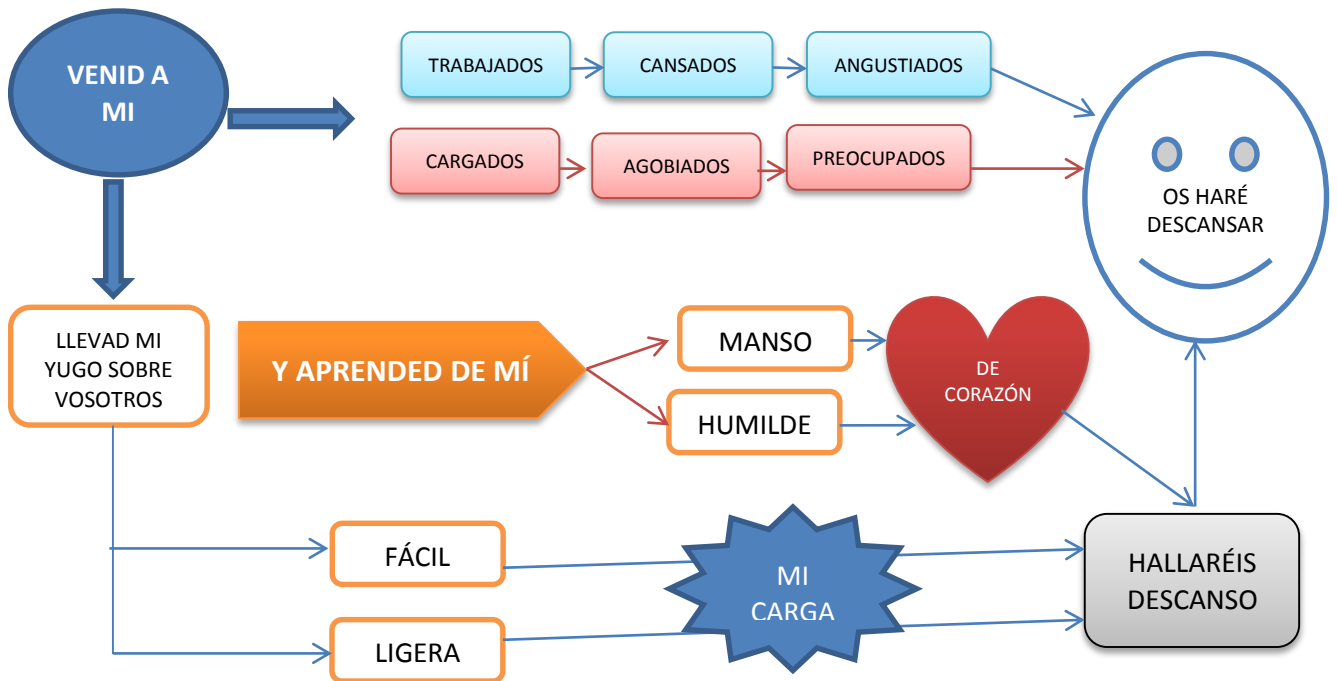 VENID A
MI
TRABAJADOS
CANSADOS
ANGUSTIADOS
CARGADOS
AGOBIADOS
PREOCUPADOS
OS HARÉ
DESCANSAR
LLEVAD MI
YUGO SOBRE
VOSOTROS
Y APRENDED DE MÍ
MANSO
HUMILDE
DE
CORAZÓN
FÁCIL
LIGERA
MI
CARGA
HALLARÉIS
DESCANSO